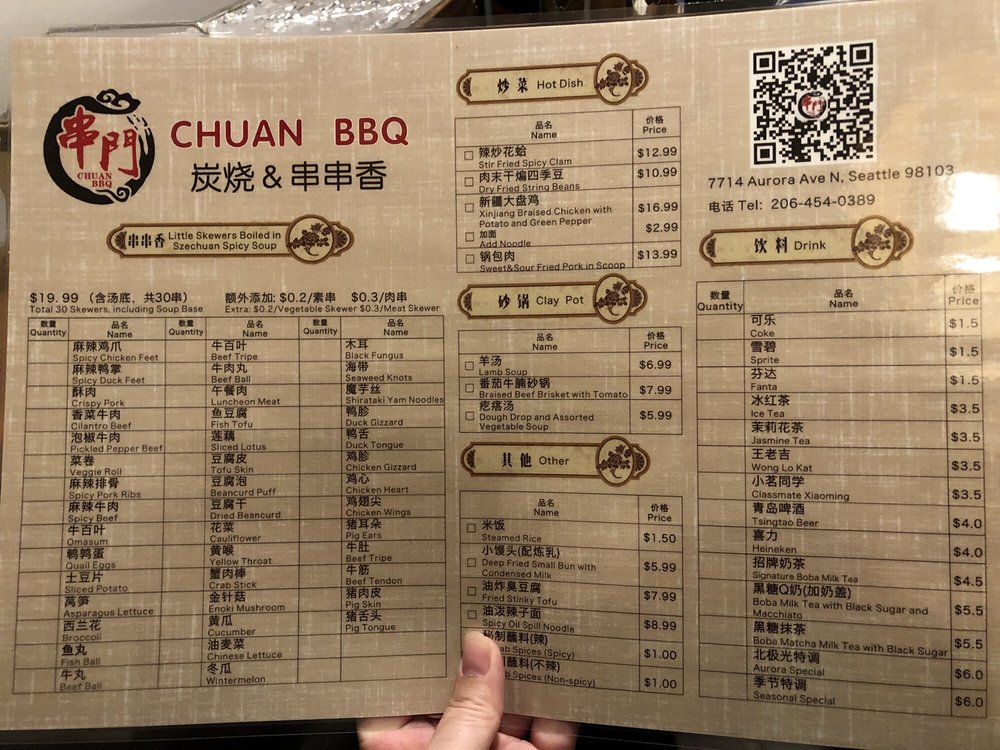 串門
CHUAN
BBQ
CHUAN BBQ
炭烧＆串串香
串串香 Little Skewers Boiled in
Szechuan Spicy Soup
$19.99 （含汤底，共30串） 额外添加: $0.2/素串 $0.3/肉串
Total 30 Skewers, including Soup Base Extra: $0.2/Vegetable Skewer $0.3/Meat Skewer
数量 品名 数量 品名 数量 品名
Quantity Name Quantity Name Quantity Name
麻辣鸡爪 牛百叶 木耳
Spicy Chicken Feet Beef Tripe Black Fungus
麻辣鸭掌 牛肉丸 海带
Spicy Duck Feet Beef Ball Seaweed Knots
酥肉 午餐肉 魔芋丝
Crispy Pork Luncheon Meat Shirataki Yam Noodles
香菜牛肉 鱼豆腐 鸭胗
Cilantro Beef Fish Tofu Duck Gizzard
泡椒牛肉 莲藕 鸭舌
Pickled Pepper Beef Sliced Lotus Duck Tongue
菜卷 豆腐皮 鸡胗
Veggie Roll Tofu Skin Chicken Gizzard
麻辣排骨 豆腐泡 鸡心
Spicy Pork Ribs Beancurd Puff Chicken Heart
麻辣牛肉 豆腐干 鸡翅尖
Spicy Beef Dried Beancurd Chicken Wings
牛百叶 花菜 猪耳朵
Omasum Cauliflower Pig Ears
鹌鹑蛋 黄喉 牛肚
Quail Eggs Yellow Throat Beef Tripe
土豆片 蟹肉棒 牛筋
Sliced Potato Crab Stick Beef Tendon
莴笋 金针菇 猪肉皮
Asparagus Lettuce Enoki Mushroom Pig Skin
西兰花 黄瓜 猪舌头
Broccoli Cucumber Pig Tongue
鱼丸 油麦菜
Fish Ball Chinese Lettuce
牛丸 冬瓜
Beef Ball Wintermelon
炒菜 Hot Dish
品名 价格
Name Price
辣炒花蛤 $12.99
Stir Fried Spicy Clam
肉末干煸四季豆 $10.99
Dry Fried String Beans
新疆大盘鸡 $16.99
Xinjiang Braised Chicken with
Potato and Green Pepper
加面 $2.99
Add Noodle
锅包肉 $13.99
Sweet&Sour Fried Pork in Scoop
砂锅 Clay Pot
品名 价格
Name Price
羊汤 $6.99
Lamb Soup
番茄牛腩砂锅 $7.99
Braised Beef Brisket with Tomato
疙瘩汤 $5.99
Dough Drop and Assorted
Vegetable Soup
其他 Other
品名 价格
Name Price
米饭 $1.50
Steamed Rice
小馒头(配炼乳) $5.99
Deep Fried Small Bun with
Condensed Milk
油炸臭豆腐 $7.99
Fried Stinky Tofu
油泼辣子面 $8.99
Spicy Oil Spill Noodle
秘制蘸料(辣) $1.00
Spices (Spicy)
制蘸料(不辣) $1.00
Spices (Non-spicy)
串門
7714 Aurora Ave N, Seattle 98103
电话 Tel: 206-454-0389
饮料 Drink
数量 品名 价格
Quantity Name Price
可乐 $1.5
Coke
雪碧 $1.5
Sprite
芬达 $1.5
Fanta
冰红茶 $3.5
Ice Tea
茉莉花茶 $3.5
Jasmine Tea
王老吉 $3.5
Wong Lo Kat
小茗同学 $3.5
Classmate Xiaoming
青岛啤酒 $4.0
Tsingtao Beer
喜力 $4.0
Heineken
招牌奶茶 $4.5
Signature Boba Milk Tea
黑糖Q奶(加奶盖) $5.5
Boba Milk Tea with Black Sugar and
Macchiato
黑糖抹茶 $5.5
Boba Matcha Milk Tea with Black Sugar
北极光特调 $6.0
Aurora Special
季节特调 $6.0
Seasonal Special